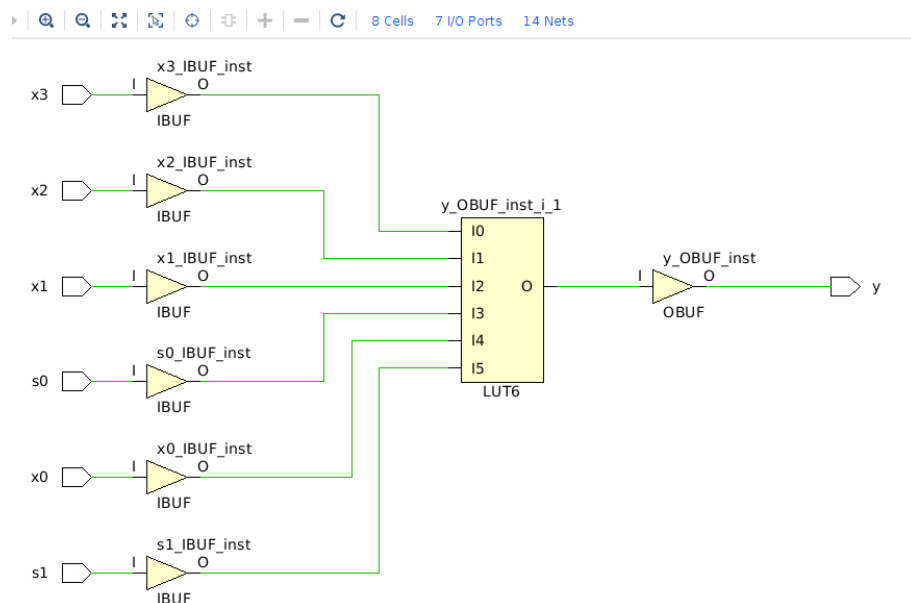 8 Cells 7 I/O Ports 14 Nets
x3_IBUF_inst
x3 I O
IBUF
x2_IBUF_inst
x2 I O
IBUF
y_OBUF_inst_i_1
I0
I1
I2
I3
I4
I5
O
LUT6
x1_IBUF_inst
x1 I O
IBUF
y_OBUF_inst
I O y
OBUF
s0_IBUF_inst
s0 I O
IBUF
x0_IBUF_inst
x0 I O
IBUF
s1_IBUF_inst
s1 I O
IBUF